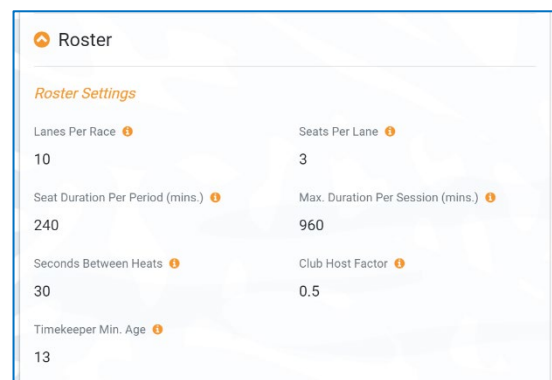 Roster
Roster Settings
Lanes Per Race
Seats Per Lane
10
3
Seat Duration Per Period (mins.)
Max. Duration Per Session (mins.)
240
960
Seconds Between Heats
Club Host Factor
30
0.5
Timekeeper Min. Age
13